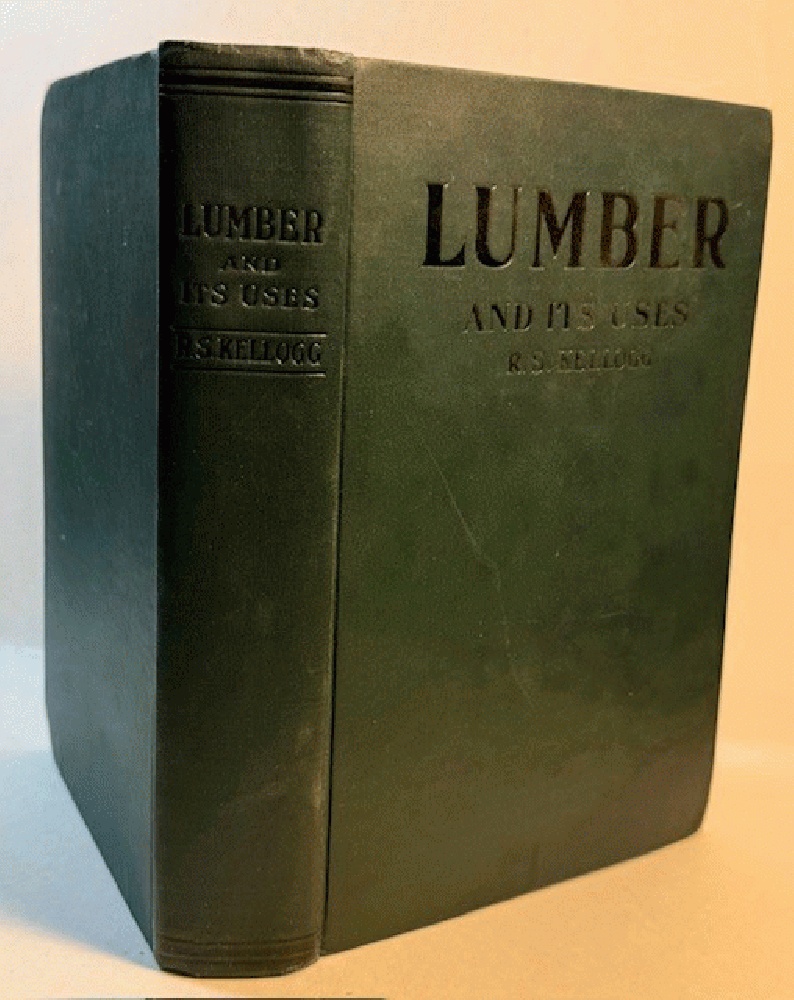 LUMBER
AND
ITS USES
R.S. KELLOGG
LUMBER
AND ITS USES
R.S. KELLOGG